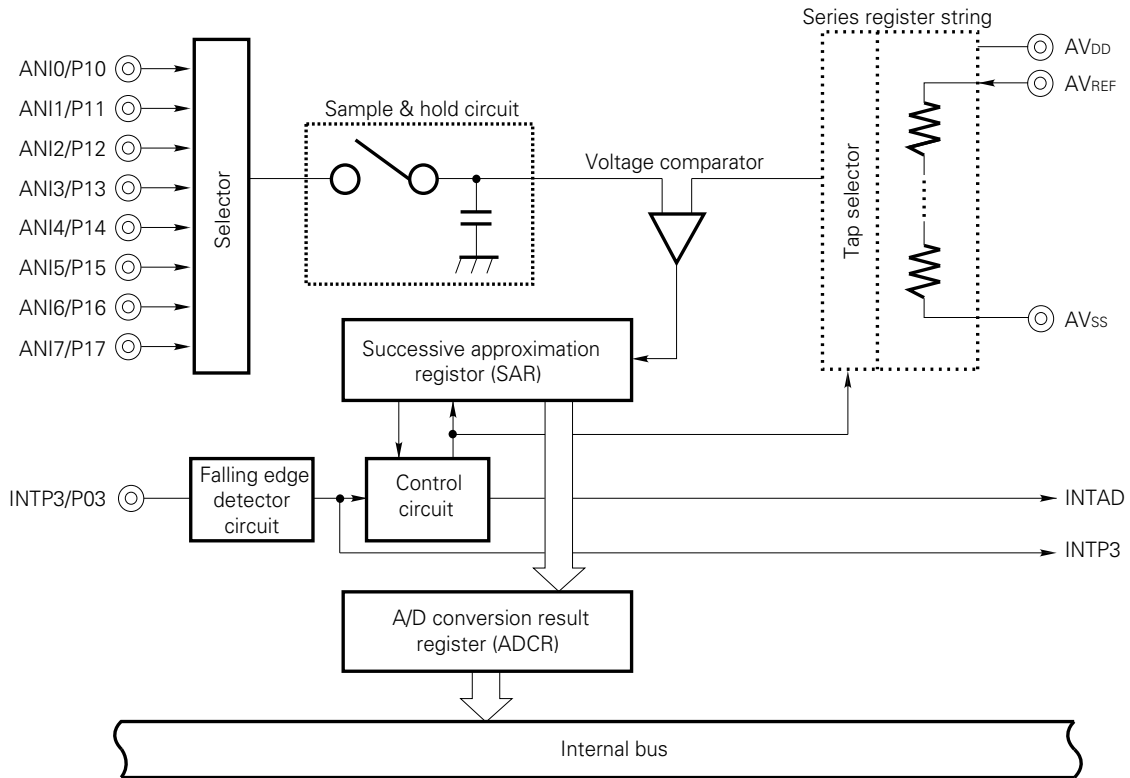 Series register string
AVDD
AVREF
AVSS
Tap selector
ANI0/P10
ANI1/P11
ANI2/P12
ANI3/P13
ANI4/P14
ANI5/P15
ANI6/P16
ANI7/P17
Selector
Sample & hold circuit
Voltage comparator
Successive approximation
registor (SAR)
INTP3/P03
Falling edge
detector
circuit
Control
circuit
INTAD
INTP3
A/D conversion result
register (ADCR)
Internal bus